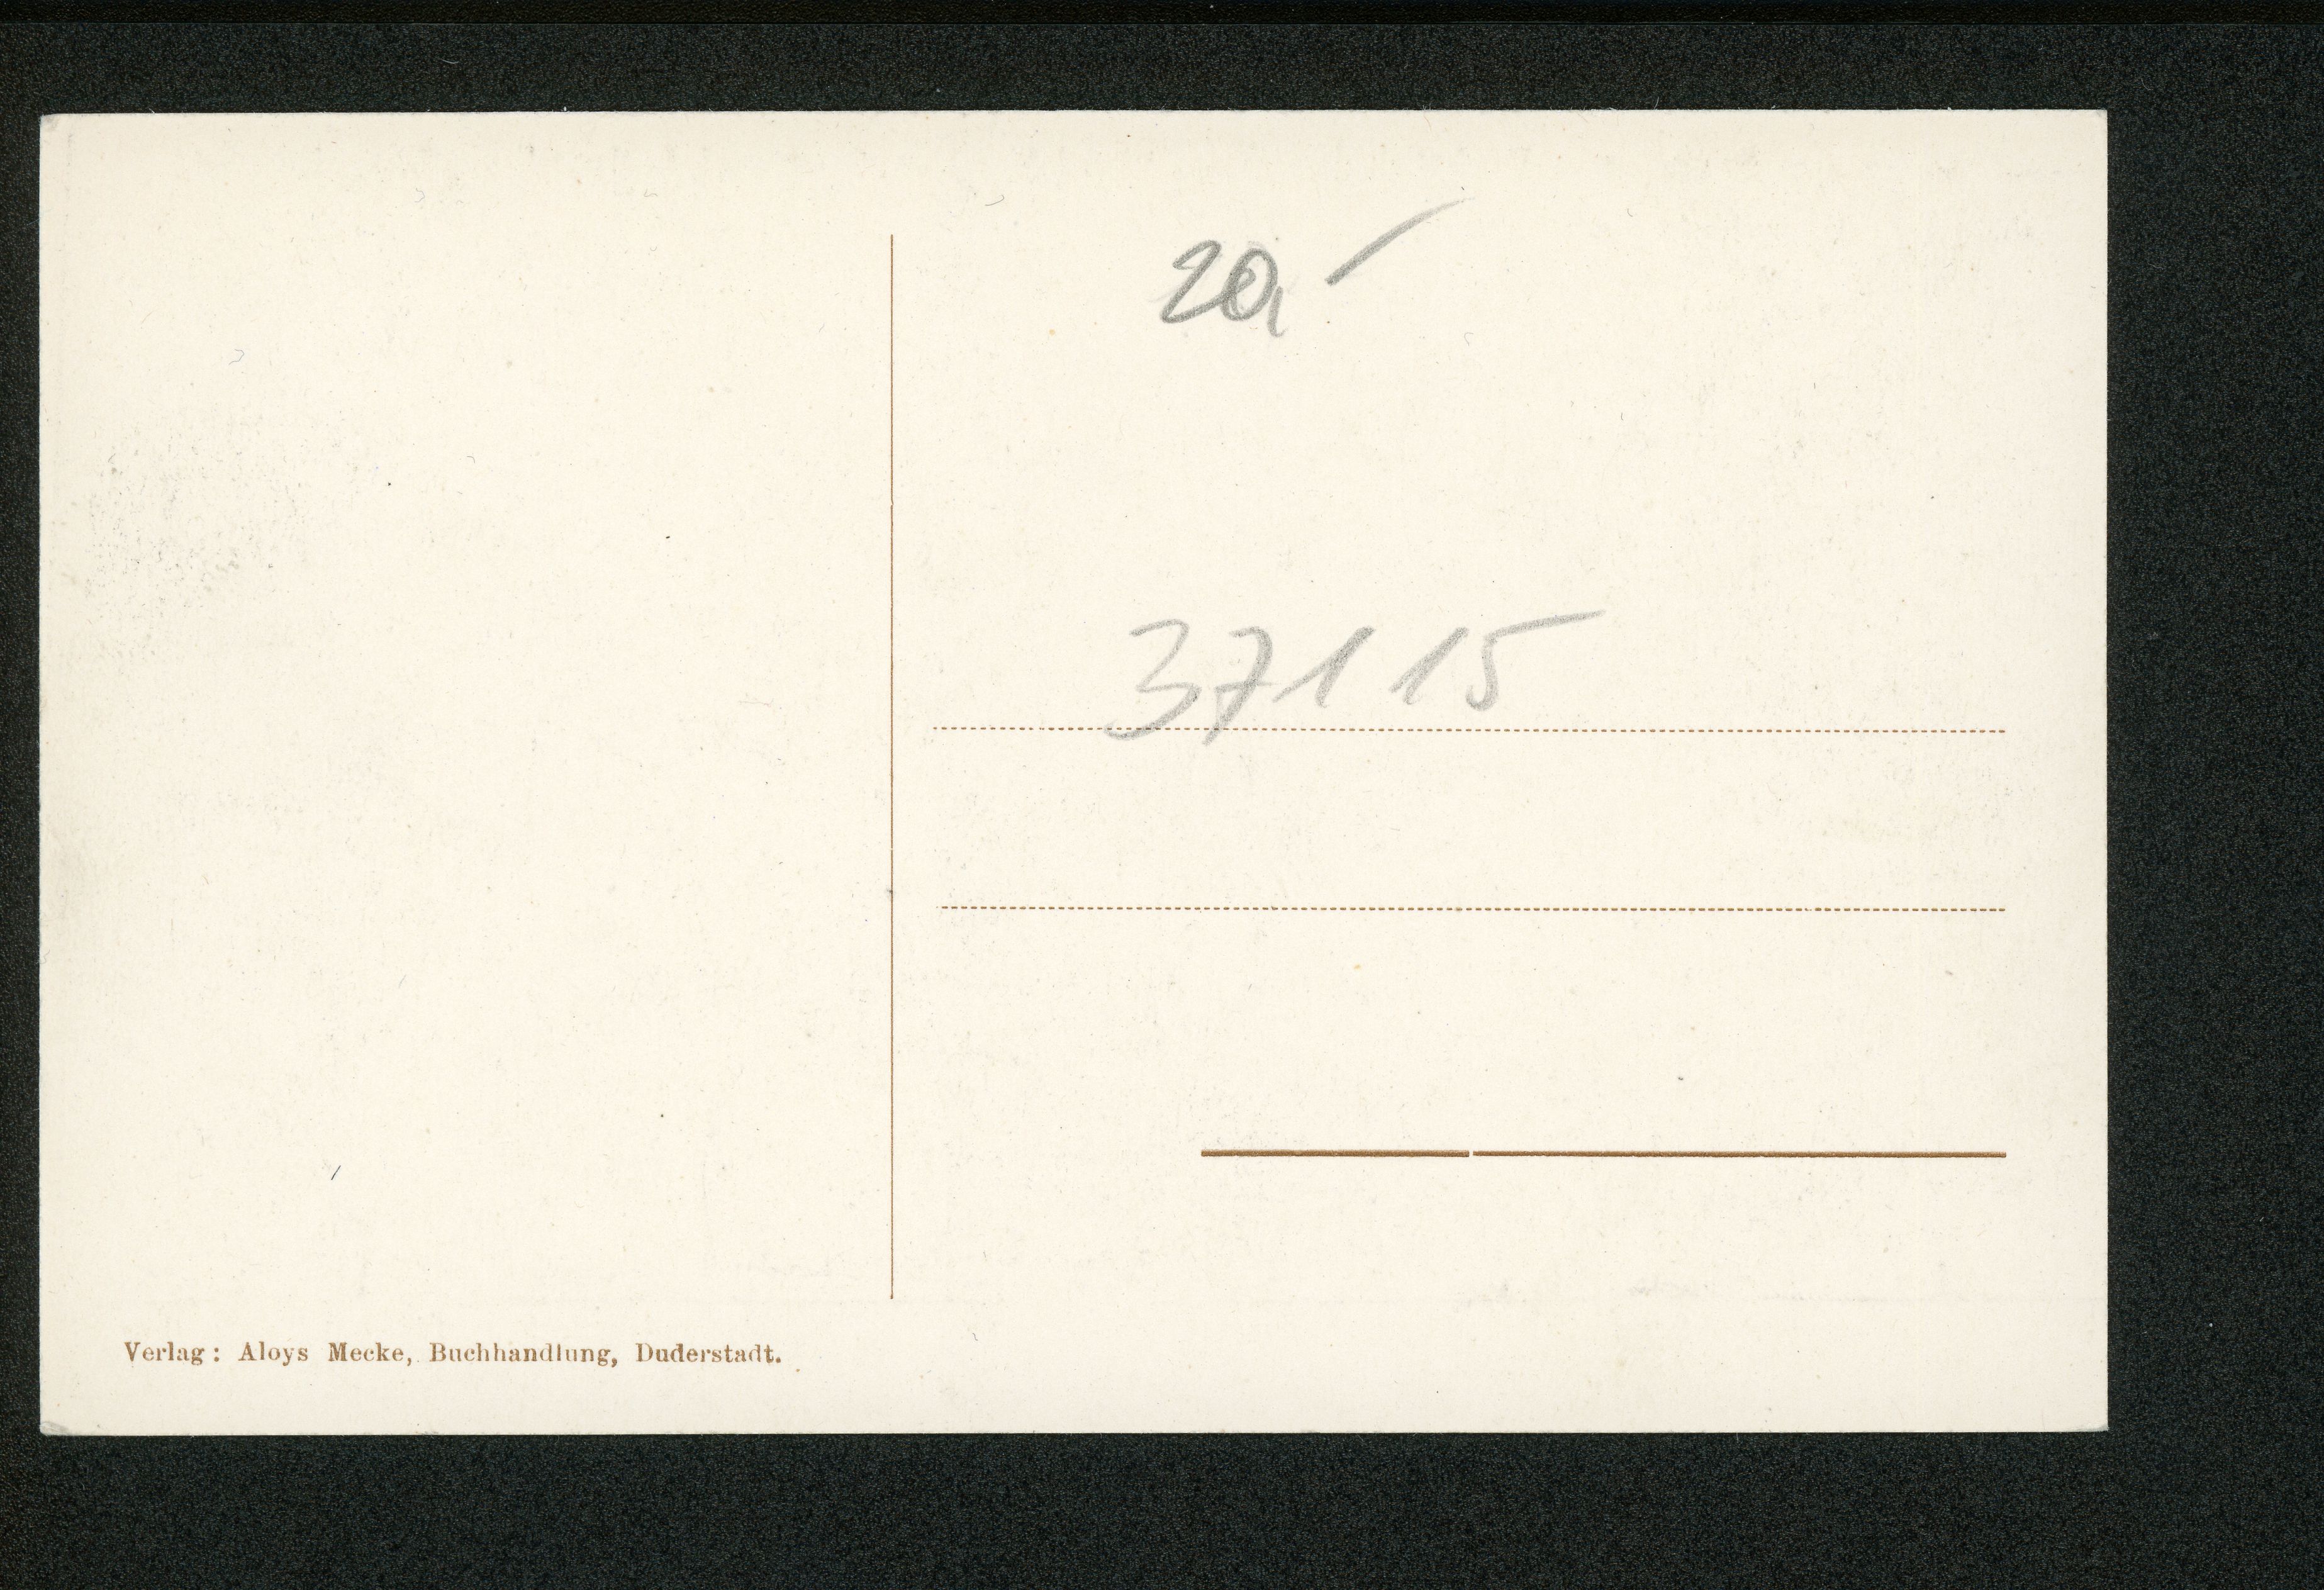 20,-
37115
Verlag: Aloys Mecke, Buchhandlung, Duderstadt.